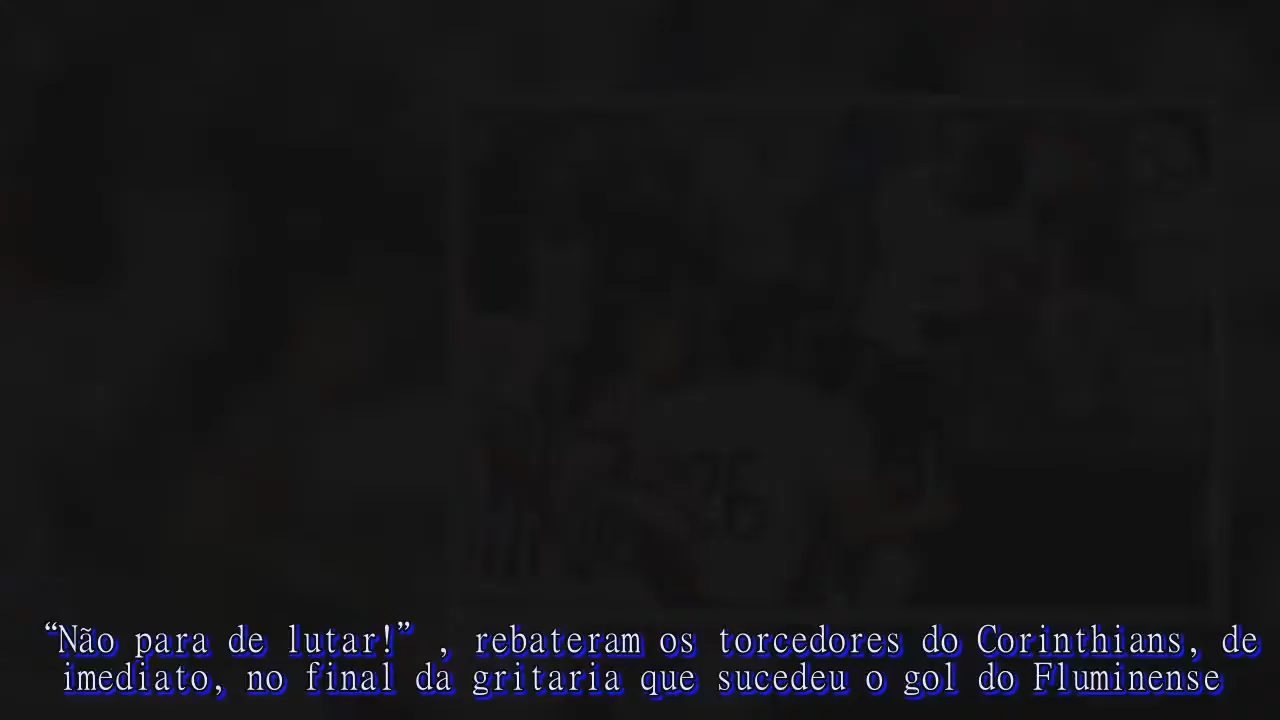 “Não para de lutar!” , rebateram os torcedores do Corinthians, de
imediato, no final da gritaria que sucedeu o gol do Fluminense